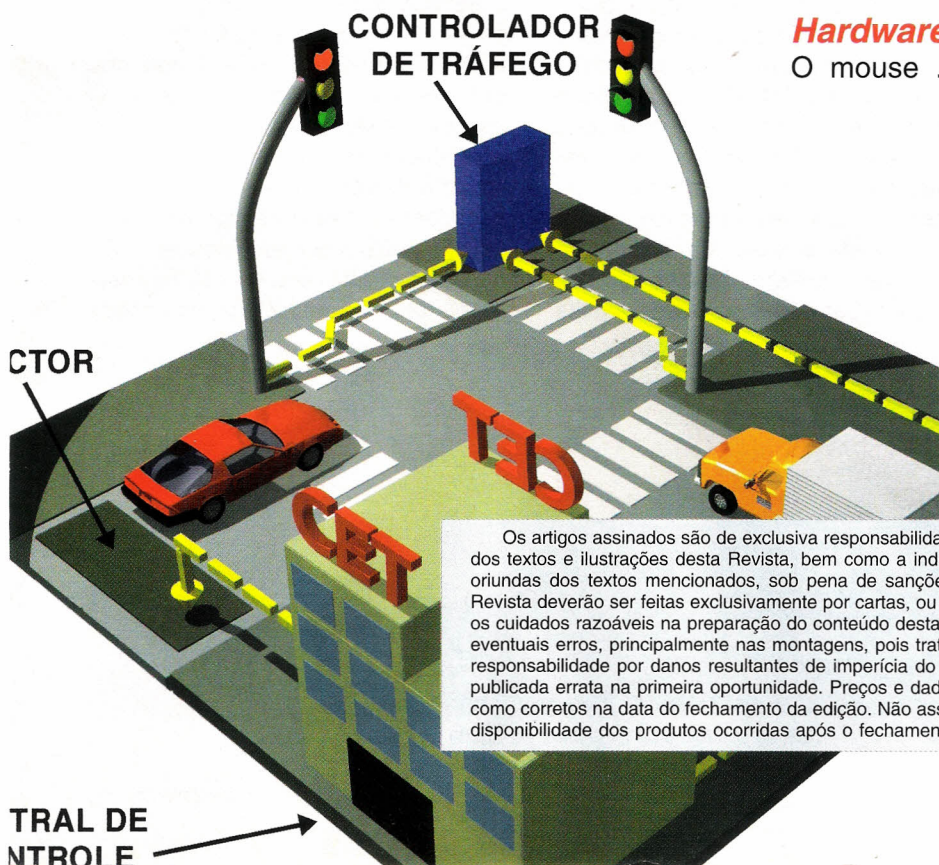 CONTROLADOR
DE TRÁFEGO
Hardware
O mouse .
CTOR
CET
CET
Os artigos assinados são de exclusiva responsabilida
dos textos e ilustrações desta Revista, bem como a ind
oriundas dos textos mencionados, sob pena de sançõe
Revista deverão ser feitas exclusivamente por cartas, ou
os cuidados razoáveis na preparação do conteúdo desta
eventuais erros, principalmente nas montagens, pois trat
responsabilidade por danos resultantes de imperícia do
publicada errata na primeira oportunidade. Preços e dad
como corretos na data do fechamento da edição. Não ass
disponibilidade dos produtos ocorridas após o fechamen
TRAL DE
NTROLE